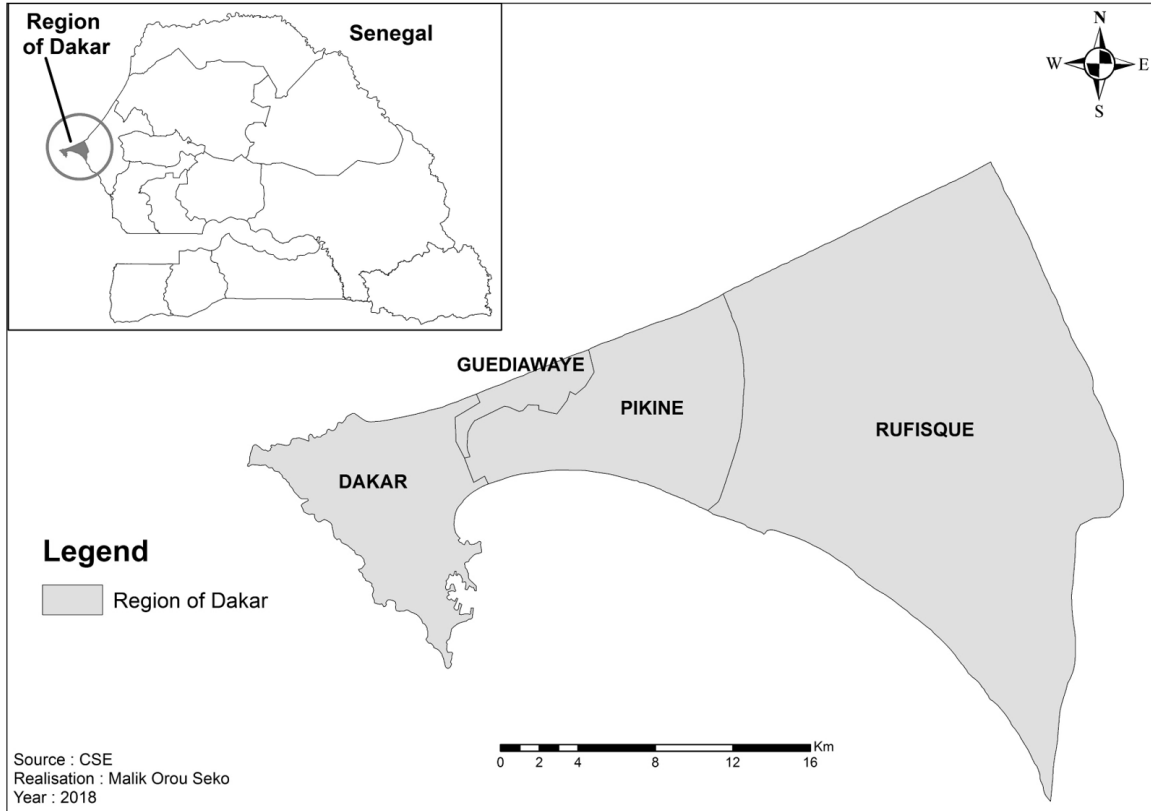 Region
of Dakar
Senegal
N
W
E
S
GUEDIAWAYE
PIKINE
RUFISQUE
DAKAR
Legend
Region of Dakar
Km
0 2 4 8 12 16
Source : CSE
Realisation : Malik Orou Seko
Year : 2018